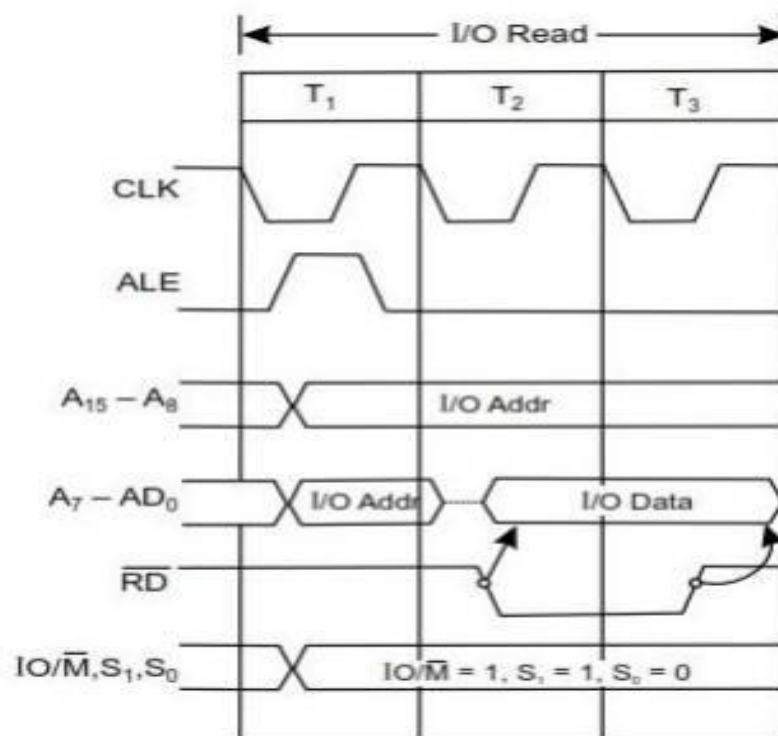 I/O Read
T₁ T₂ T₃
CLK
ALE
A₁₅ – A₈ I/O Addr
A₇ – AD₀ I/O Addr I/O Data
R̅D̅
IO/M̅,S₁,S₀ IO/M̅ = 1, S₁ = 1, S₀ = 0